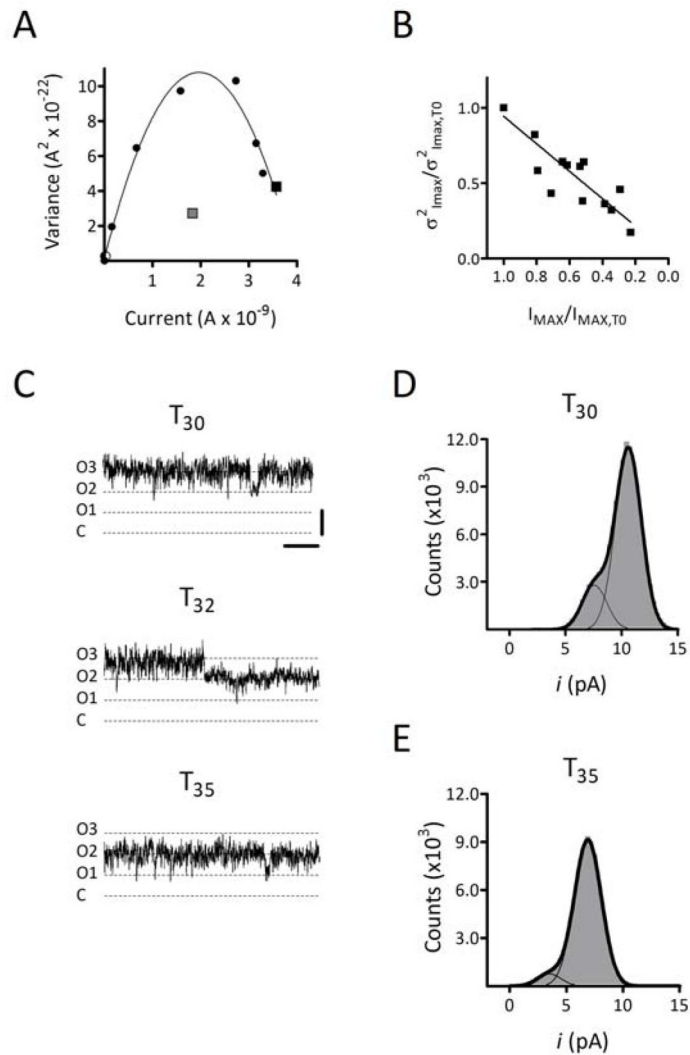 A
Variance (A² x 10⁻²²)
10
8
6
4
2
1
2
3
4
Current (A x 10⁻⁹)
B
σ²Imax/σ²Imax,T0
1.0
0.5
0.0
1.0
0.8
0.6
0.4
0.2
0.0
I_MAX/I_MAX,T0
C
T₃₀
O3
O2
O1
C
T₃₂
O3
O2
O1
C
T₃₅
O3
O2
O1
C
D
T₃₀
Counts (x10³)
12.0
9.0
6.0
3.0
0
5
10
15
i (pA)
E
T₃₅
Counts (x10³)
12.0
9.0
6.0
3.0
0
5
10
15
i (pA)